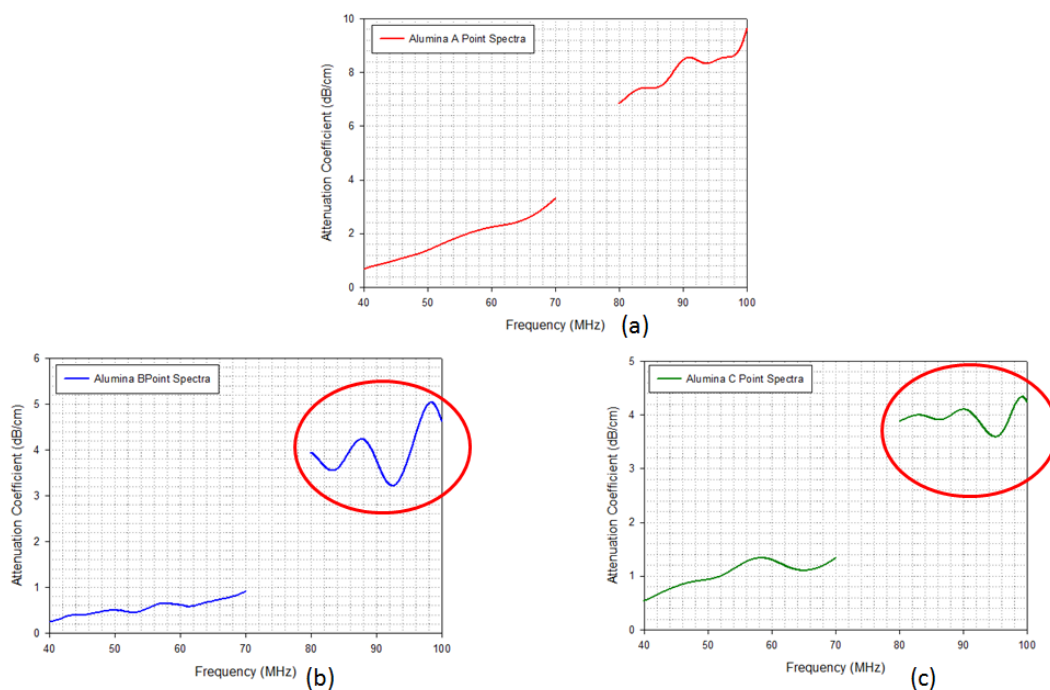 10
8
6
4
2
0
Attenuation Coefficient (dB/cm)
Alumina A Point Spectra
40 50 60 70 80 90 100
Frequency (MHz)
(a)
6
5
4
3
2
1
0
Attenuation Coefficient (dB/cm)
Alumina BPoint Spectra
40 50 60 70 80 90 100
Frequency (MHz)
(b)
5
4
3
2
1
0
Attenuation Coefficient (dB/cm)
Alumina C Point Spectra
40 50 60 70 80 90 100
Frequency (MHz)
(c)